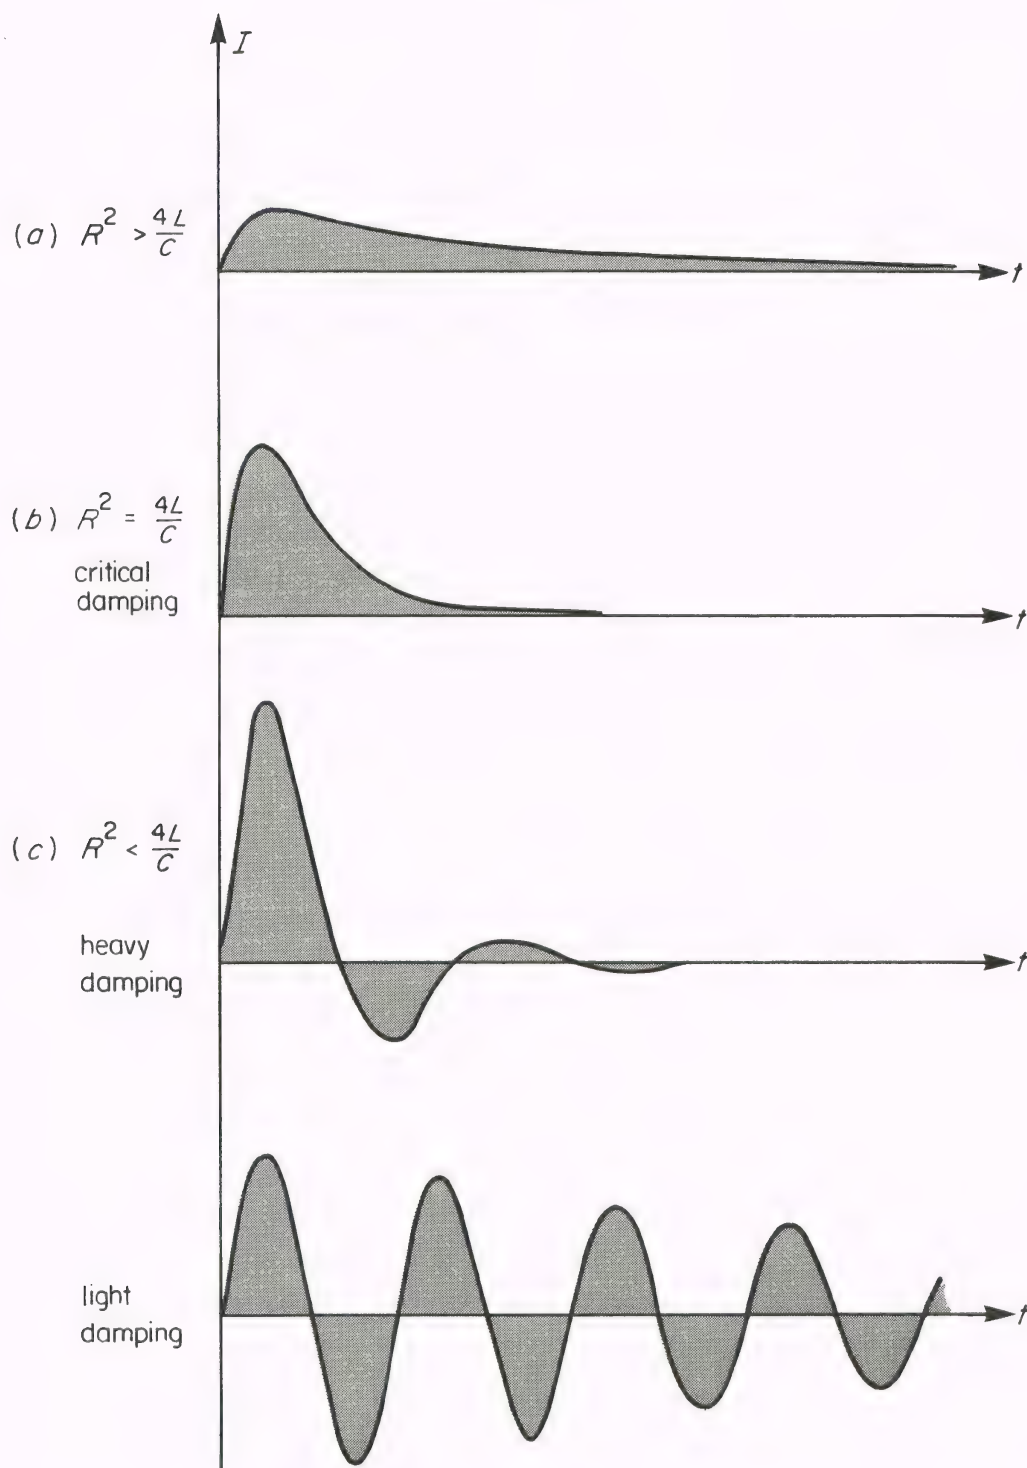 I
(a) R² > 4L/C
t
(b) R² = 4L/C
critical
damping
t
(c) R² < 4L/C
heavy
damping
t
light
damping
t